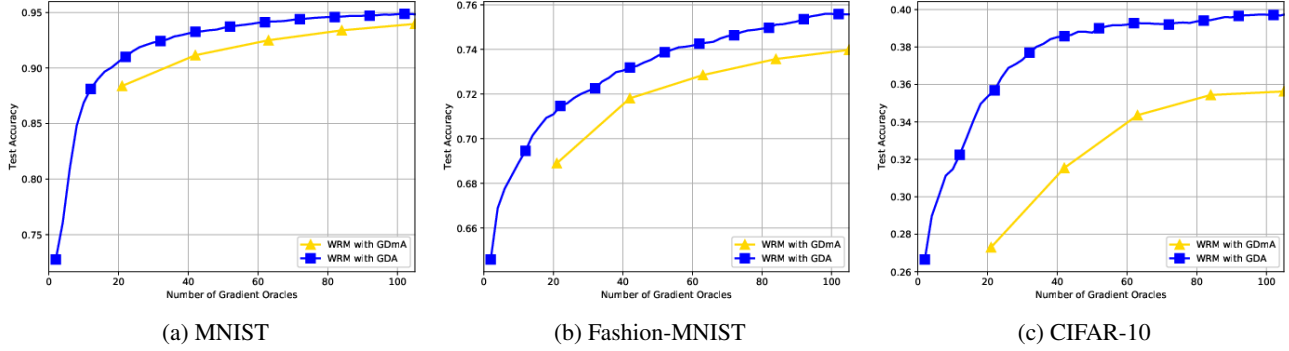 Test Accuracy
0.95
0.90
0.85
0.80
0.75
0 20 40 60 80 100
Number of Gradient Oracles
WRM with GDmA
WRM with GDA
(a) MNIST
Test Accuracy
0.76
0.74
0.72
0.70
0.68
0.66
0 20 40 60 80 100
Number of Gradient Oracles
WRM with GDmA
WRM with GDA
(b) Fashion-MNIST
Test Accuracy
0.40
0.38
0.36
0.34
0.32
0.30
0.28
0.26
0 20 40 60 80 100
Number of Gradient Oracles
WRM with GDmA
WRM with GDA
(c) CIFAR-10